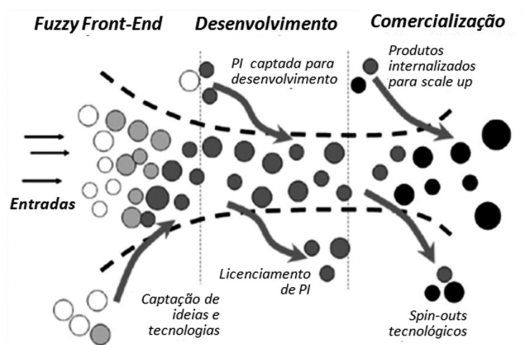 Fuzzy Front-End
Desenvolvimento
Comercialização
PI captada para
desenvolvimento
Produtos
internalizados
para scale up
Entradas
Captação de
ideias e
tecnologias
Licenciamento
de PI
Spin-outs
tecnológicos